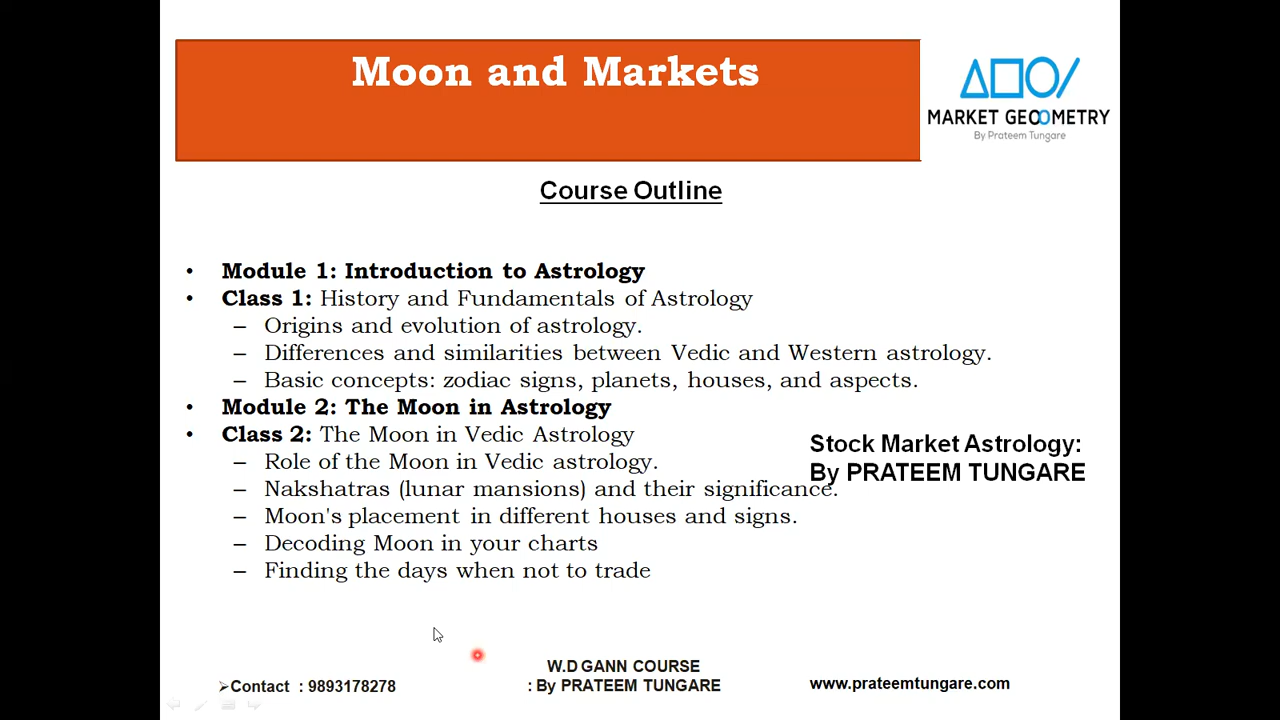 Moon and Markets
MARKET GEOOMETRY
By Prateem Tungare
Course Outline
• Module 1: Introduction to Astrology
• Class 1: History and Fundamentals of Astrology
– Origins and evolution of astrology.
– Differences and similarities between Vedic and Western astrology.
– Basic concepts: zodiac signs, planets, houses, and aspects.
• Module 2: The Moon in Astrology
• Class 2: The Moon in Vedic Astrology
– Role of the Moon in Vedic astrology.
– Nakshatras (lunar mansions) and their significance.
– Moon's placement in different houses and signs.
– Decoding Moon in your charts
– Finding the days when not to trade
Stock Market Astrology:
By PRATEEM TUNGARE
➢Contact : 9893178278
W.D GANN COURSE
: By PRATEEM TUNGARE
www.prateemtungare.com